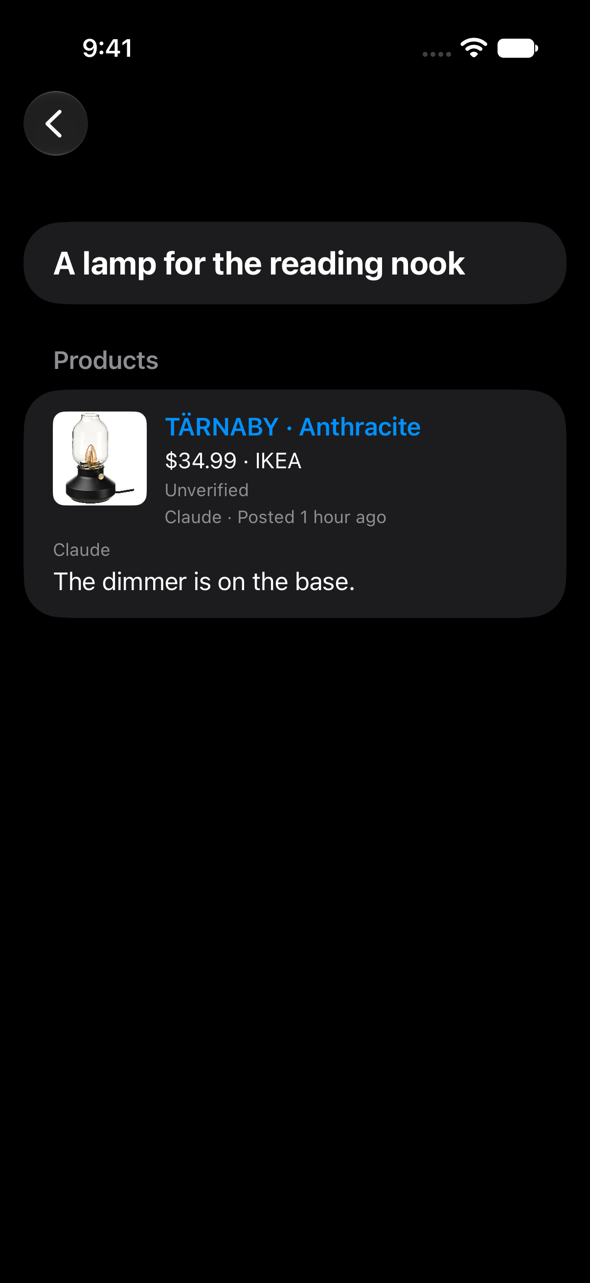 9:41
A lamp for the reading nook
Products
TÄRNABY · Anthracite
$34.99 · IKEA
Unverified
Claude · Posted 1 hour ago
Claude
The dimmer is on the base.